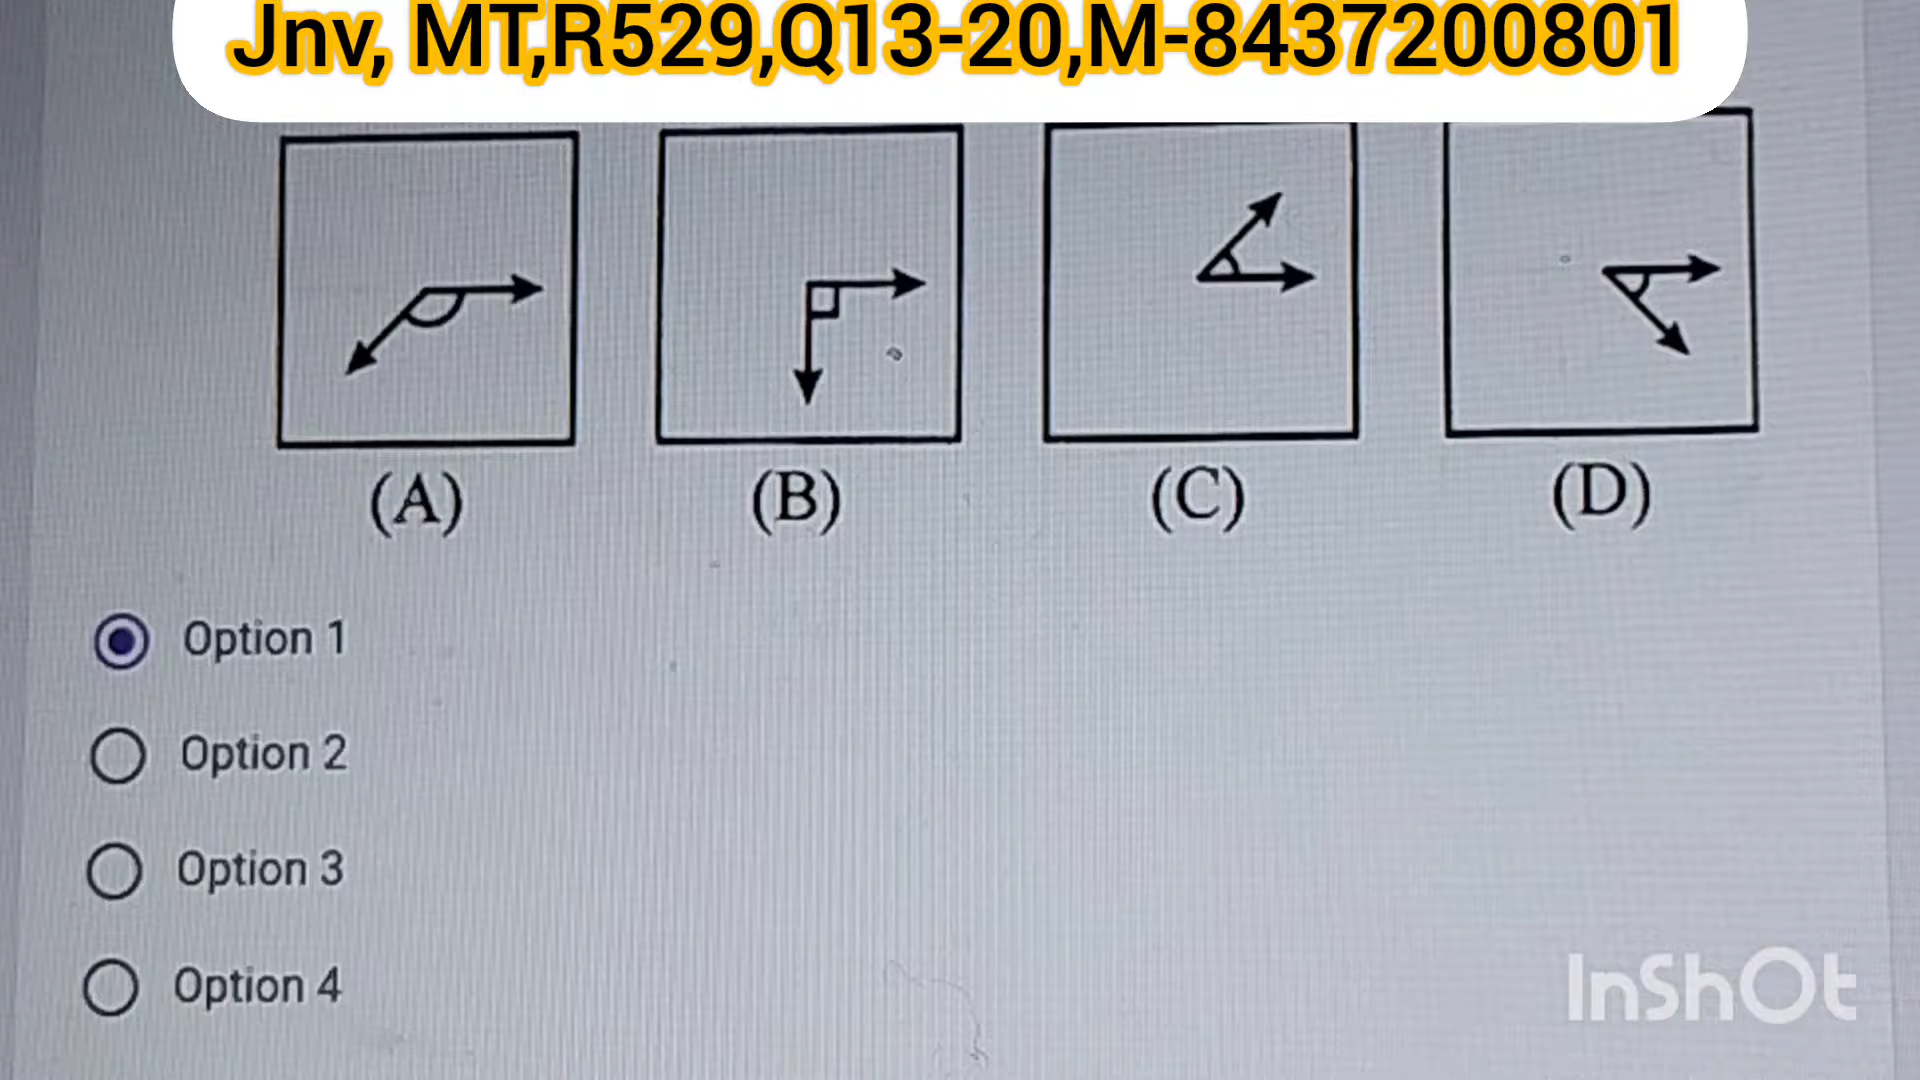 Jnv, MT,R529,Q13-20,M-8437200801
(A) (B) (C) (D)
Option 1
Option 2
Option 3
Option 4
InShOt